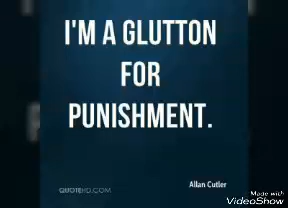 I'M A GLUTTON
FOR
PUNISHMENT.
Allan Cutler
QUOTEHD.COM
Made with
VideoShow